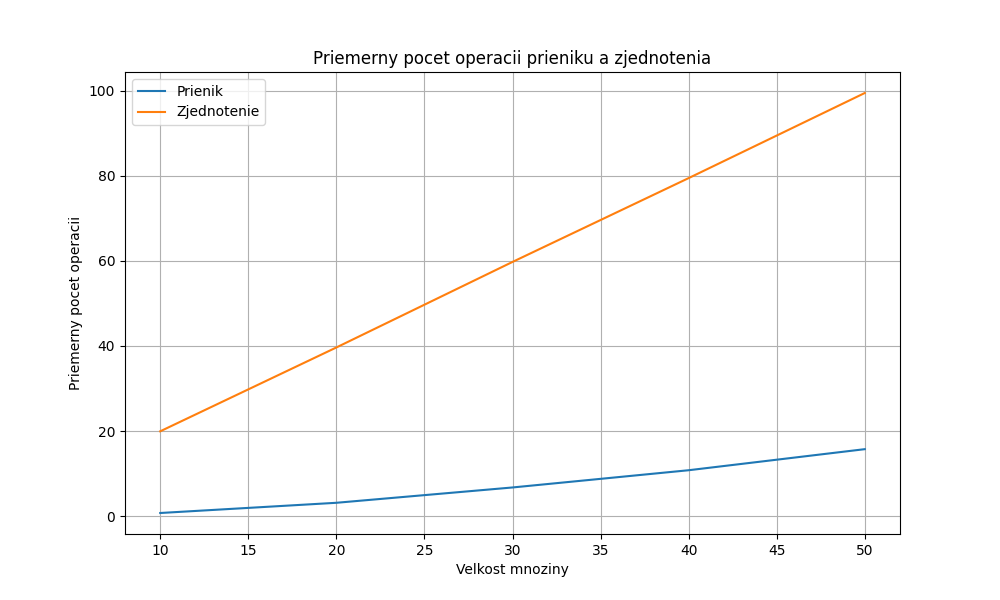 Priemerny pocet operacii prieniku a zjednotenia
Prienik
Zjednotenie
Priemerny pocet operacii
100
80
60
40
20
0
10 15 20 25 30 35 40 45 50
Velkost mnoziny